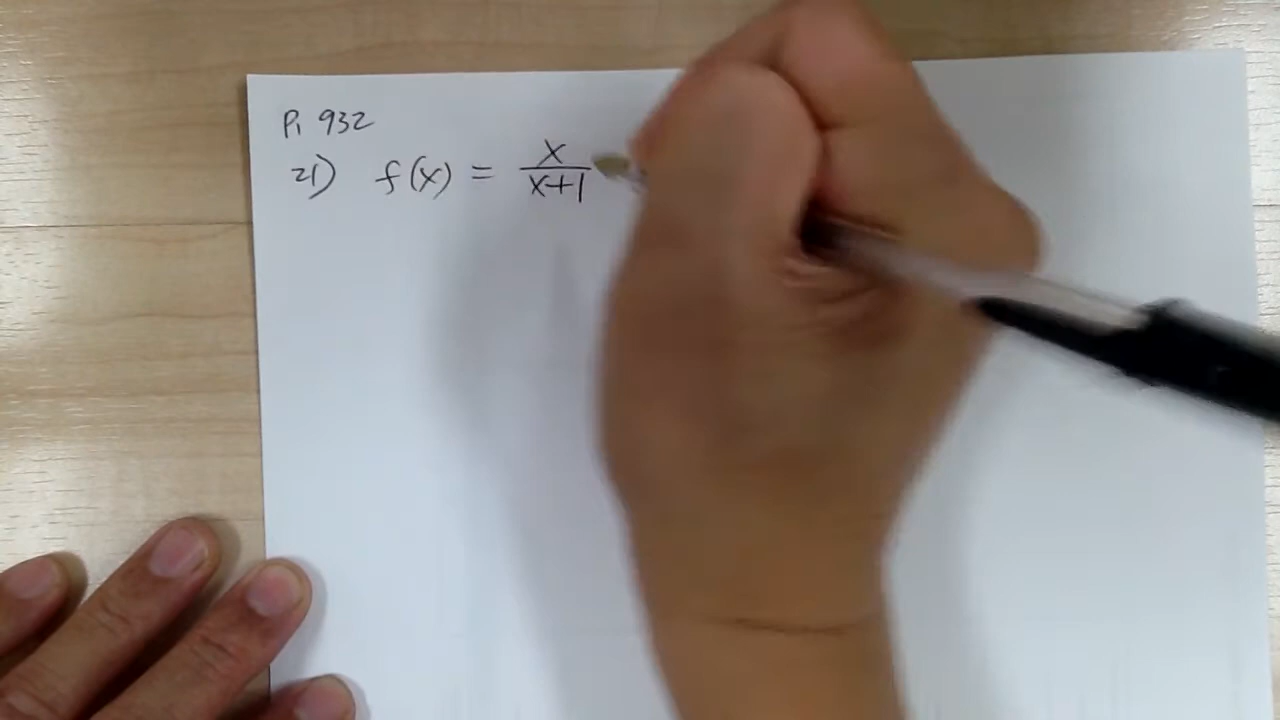 P. 932
21) f(x) = x/(x+1)